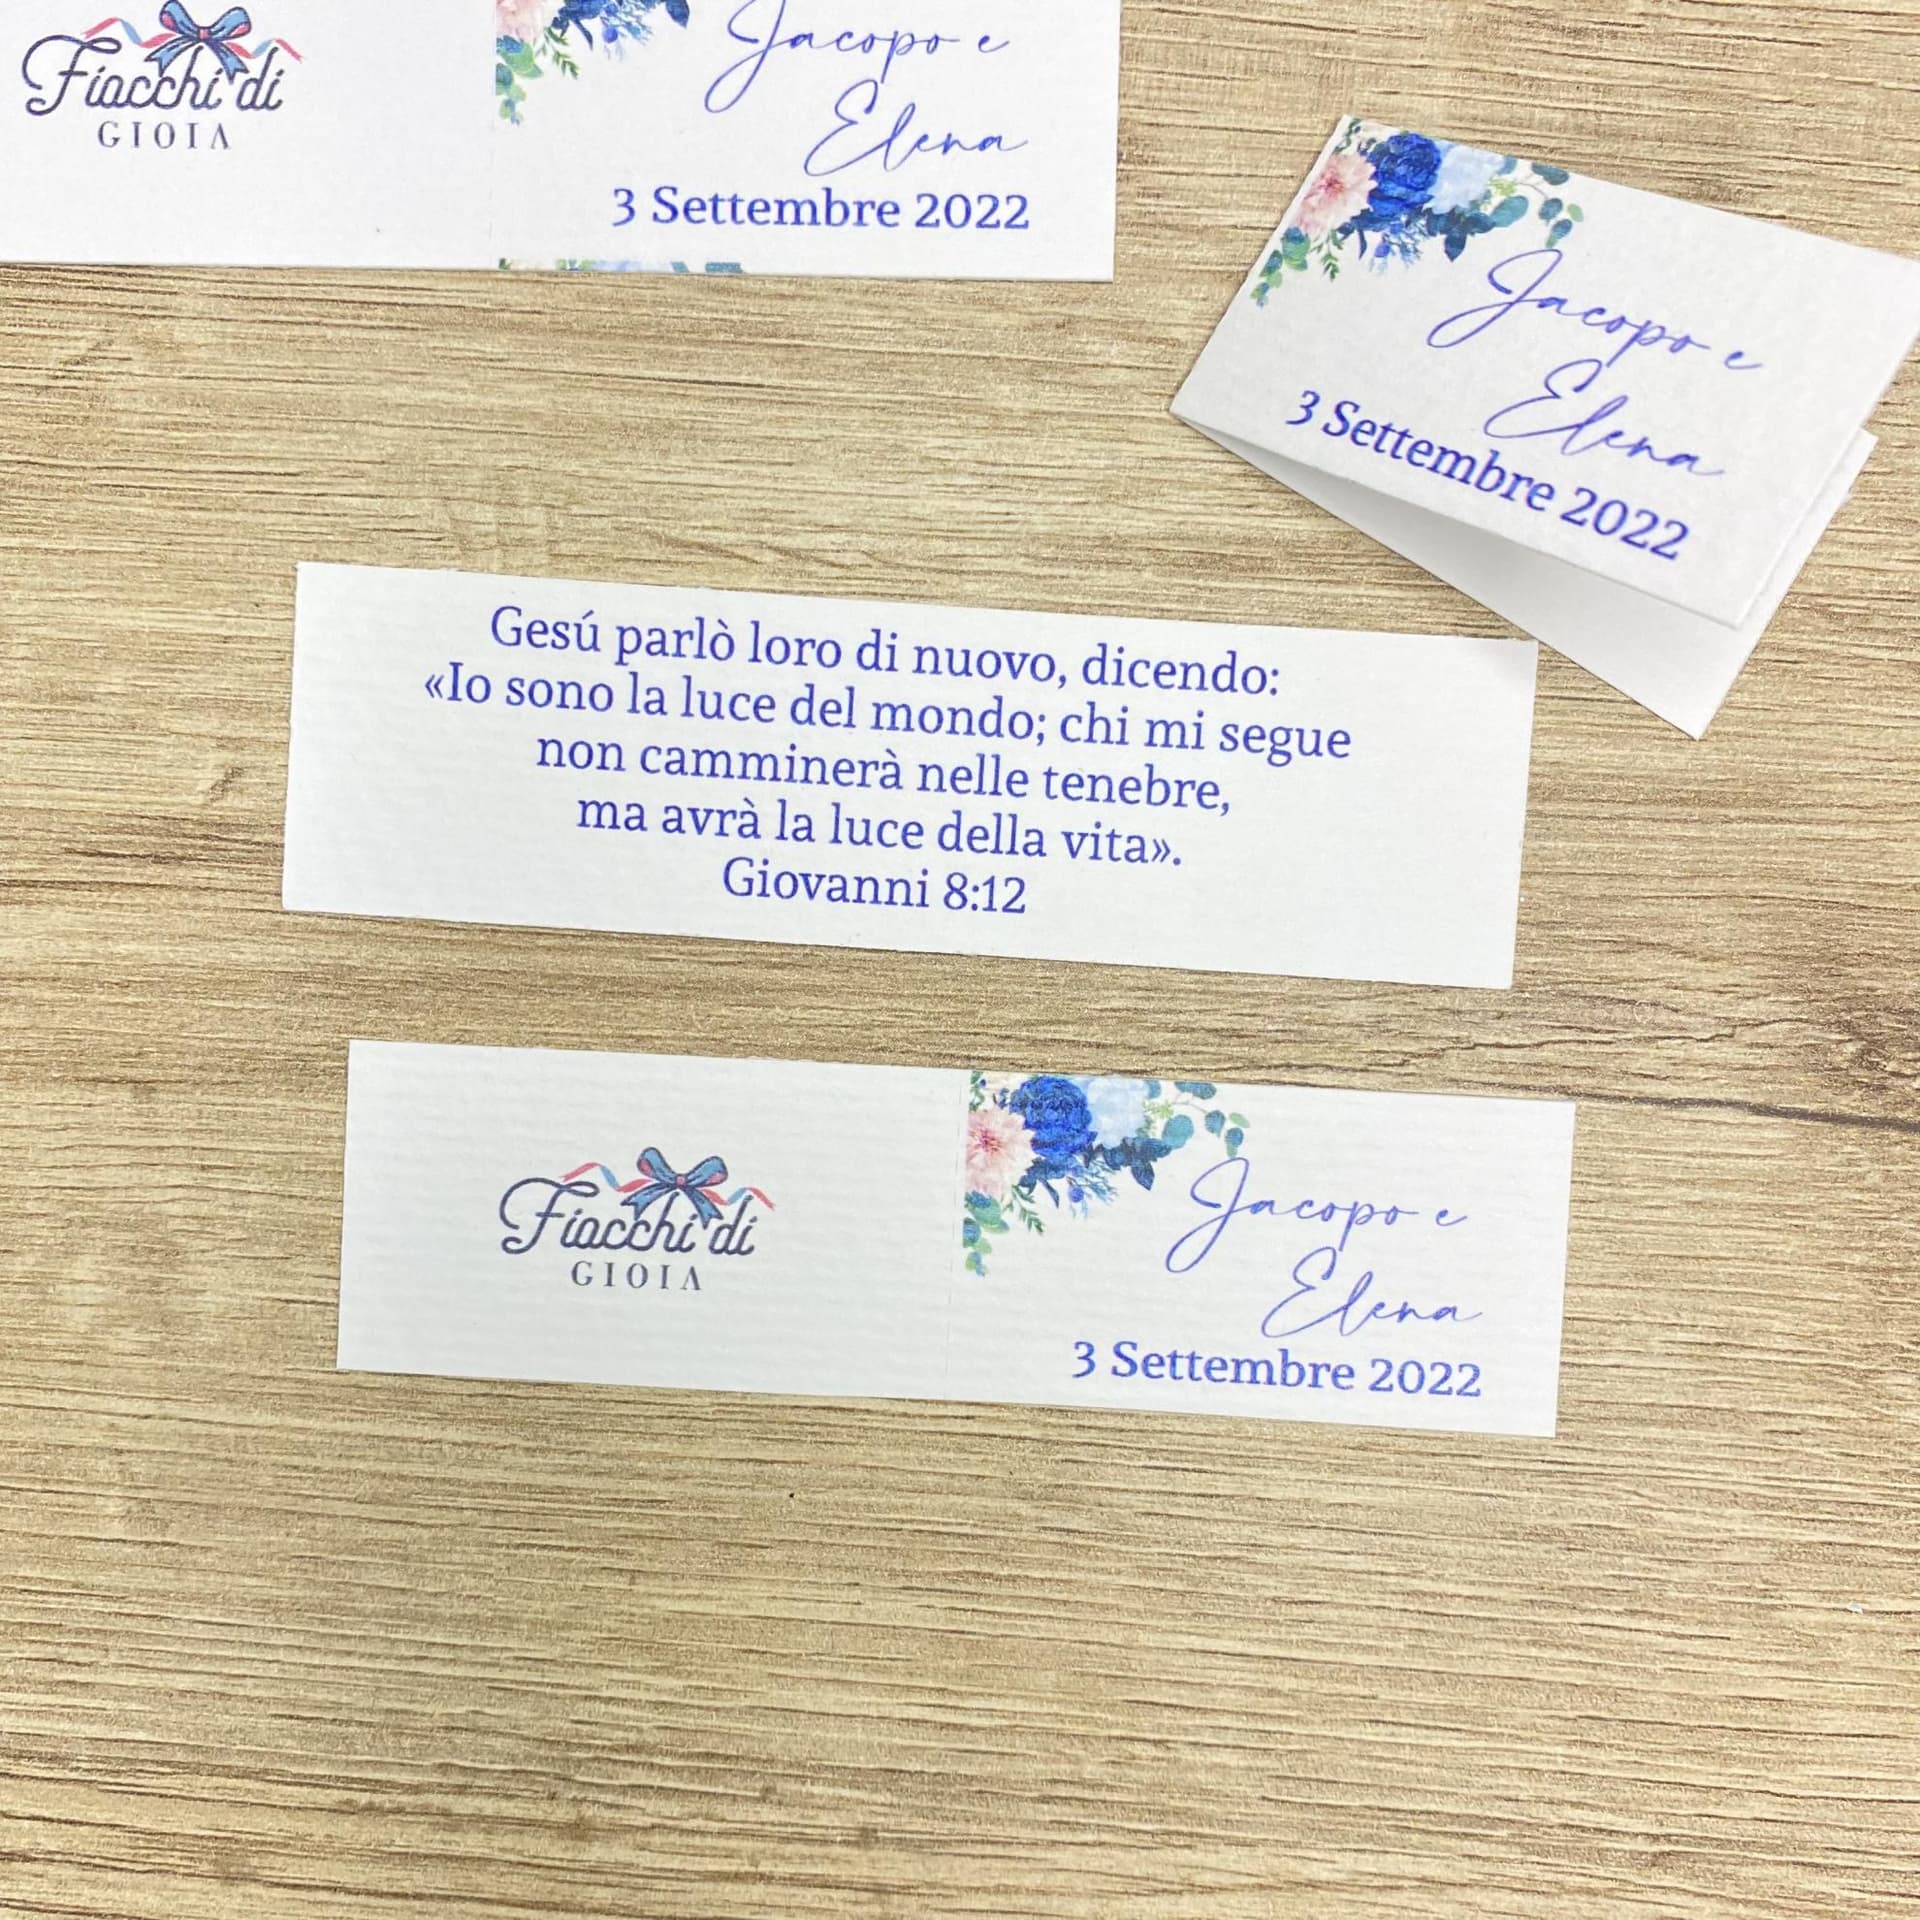 Fiocchi di
GIOIA
Jacopo e
Elena
3 Settembre 2022
Jacopo e
Elena
3 Settembre 2022
Gesú parlò loro di nuovo, dicendo:
«Io sono la luce del mondo; chi mi segue
non camminerà nelle tenebre,
ma avrà la luce della vita».
Giovanni 8:12
Fiocchi di
GIOIA
Jacopo e
Elena
3 Settembre 2022